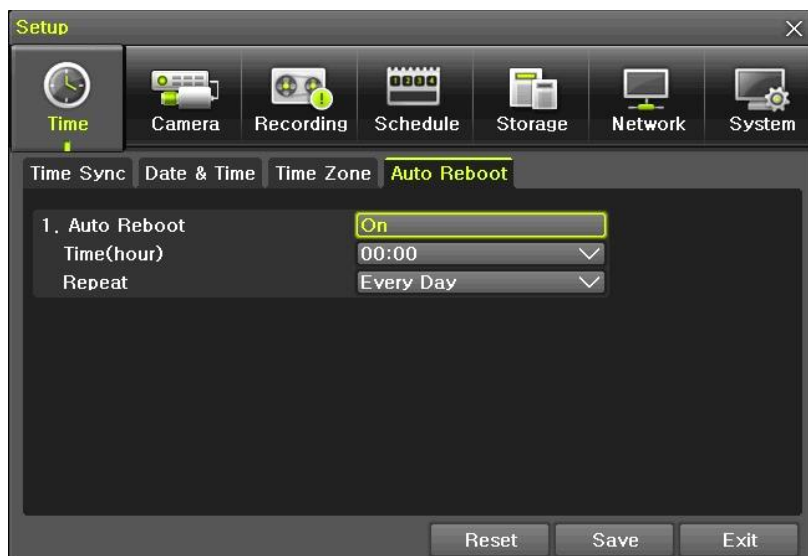 Setup
Time Camera Recording Schedule Storage Network System
Time Sync Date & Time Time Zone Auto Reboot
1. Auto Reboot On
Time(hour) 00:00
Repeat Every Day
Reset Save Exit